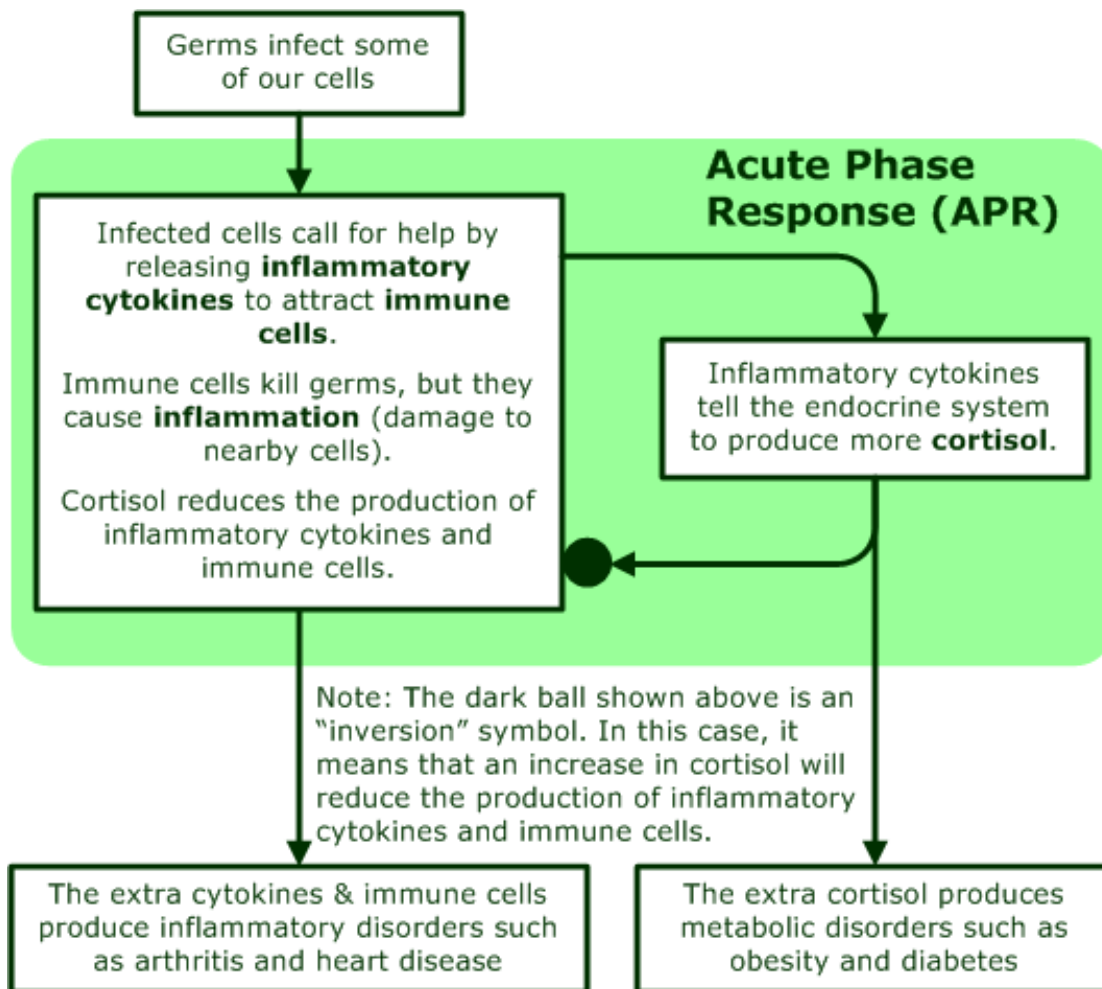 Germs infect some
of our cells
Acute Phase
Response (APR)
Infected cells call for help by
releasing inflammatory
cytokines to attract immune
cells.
Immune cells kill germs, but they
cause inflammation (damage to
nearby cells).
Cortisol reduces the production of
inflammatory cytokines and
immune cells.
Inflammatory cytokines
tell the endocrine system
to produce more cortisol.
Note: The dark ball shown above is an
“inversion” symbol. In this case, it
means that an increase in cortisol will
reduce the production of inflammatory
cytokines and immune cells.
The extra cytokines & immune cells
produce inflammatory disorders such
as arthritis and heart disease
The extra cortisol produces
metabolic disorders such as
obesity and diabetes